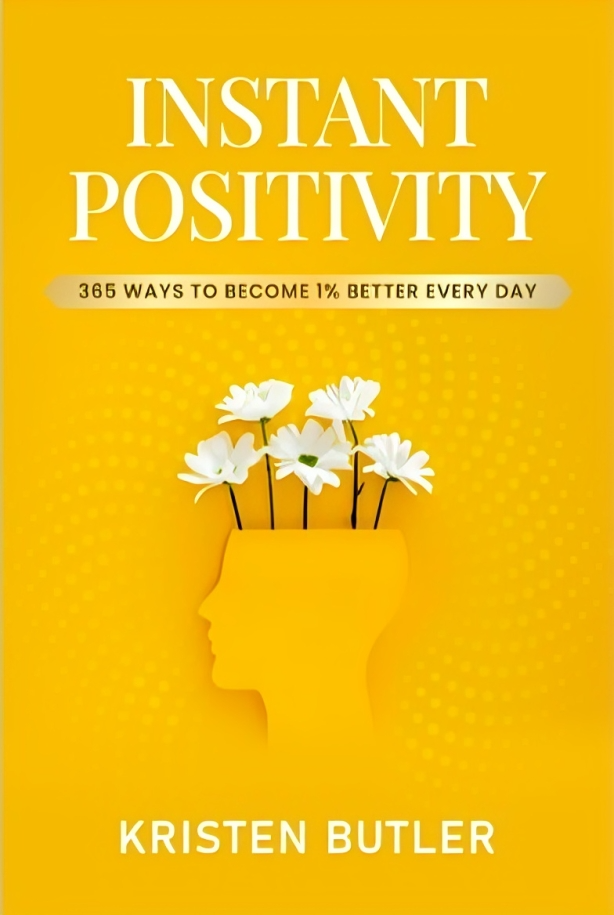 INSTANT
POSITIVITY
365 WAYS TO BECOME 1% BETTER EVERY DAY
KRISTEN BUTLER